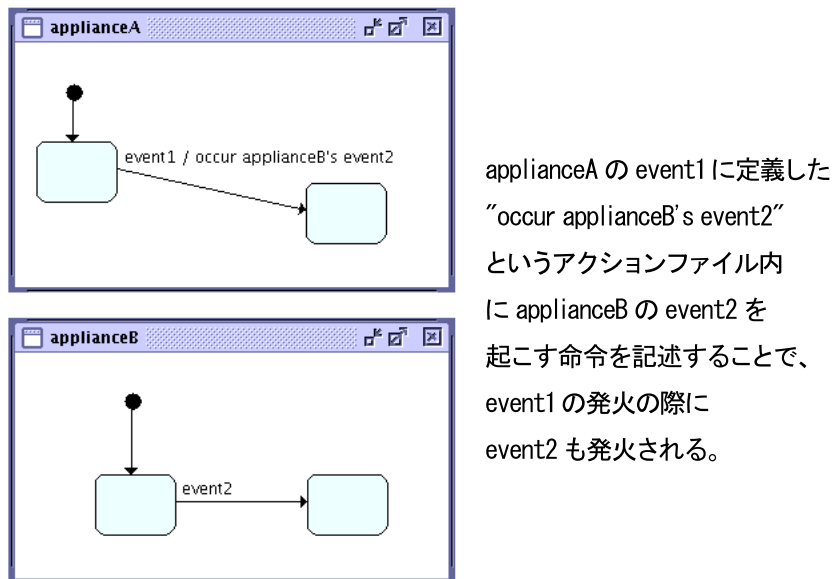 applianceA
event1 / occur applianceB's event2
applianceB
event2
applianceA の event1 に定義した
"occur applianceB's event2"
というアクションファイル内
に applianceB の event2 を
起こす命令を記述することで、
event1 の発火の際に
event2 も発火される。